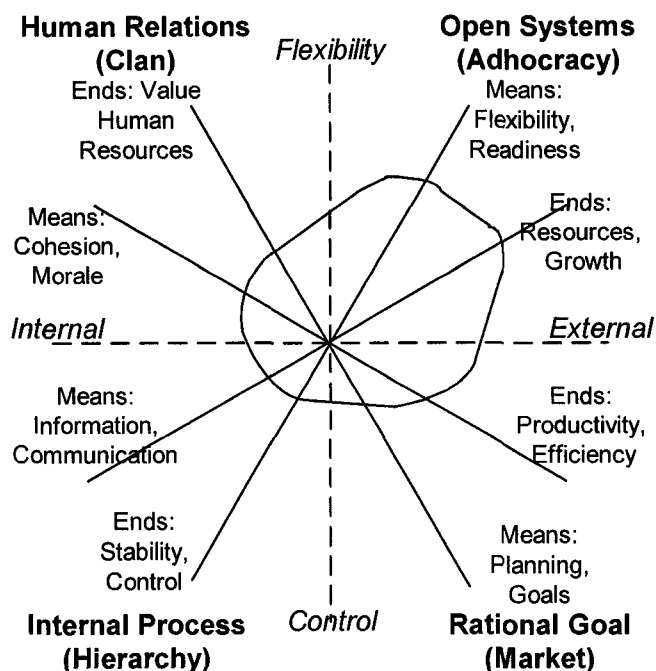 Human Relations
(Clan)
Flexibility
Open Systems
(Adhocracy)
Ends: Value
Human
Resources
Means:
Flexibility,
Readiness
Means:
Cohesion,
Morale
Ends:
Resources,
Growth
Internal
External
Means:
Information,
Communication
Ends:
Productivity,
Efficiency
Ends:
Stability,
Control
Means:
Planning,
Goals
Internal Process
(Hierarchy)
Control
Rational Goal
(Market)